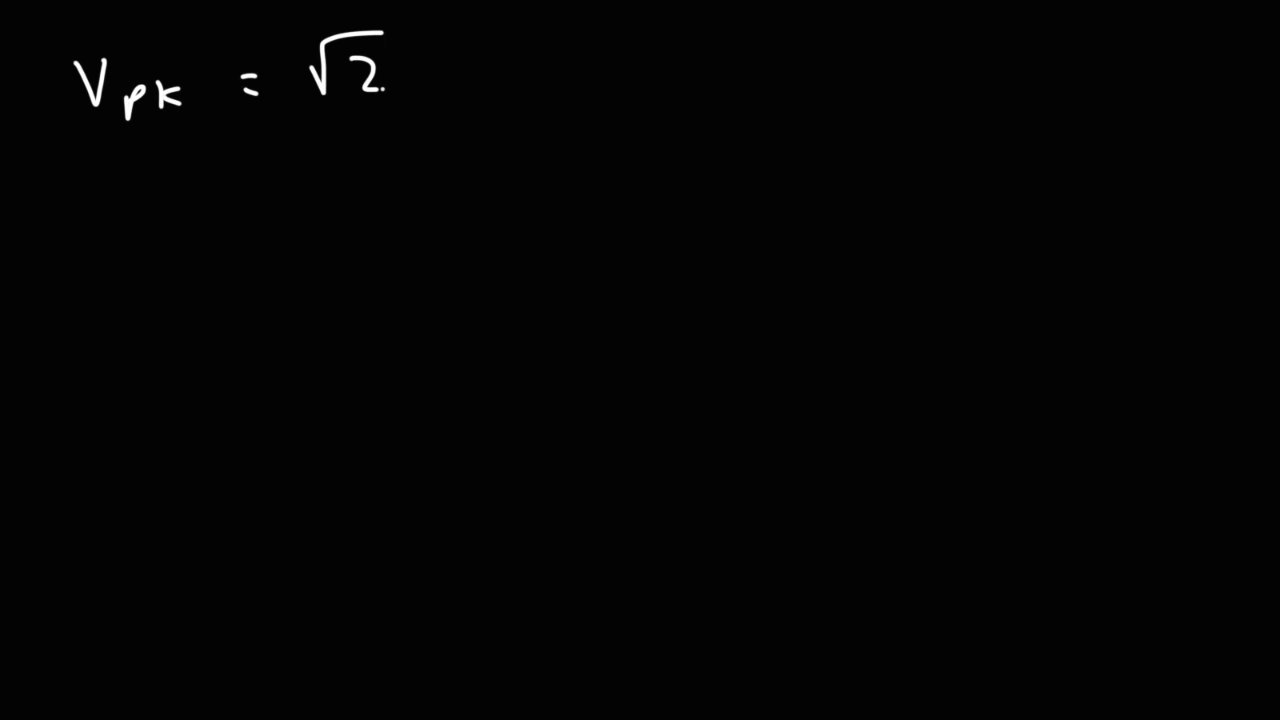 Vpk = √2.